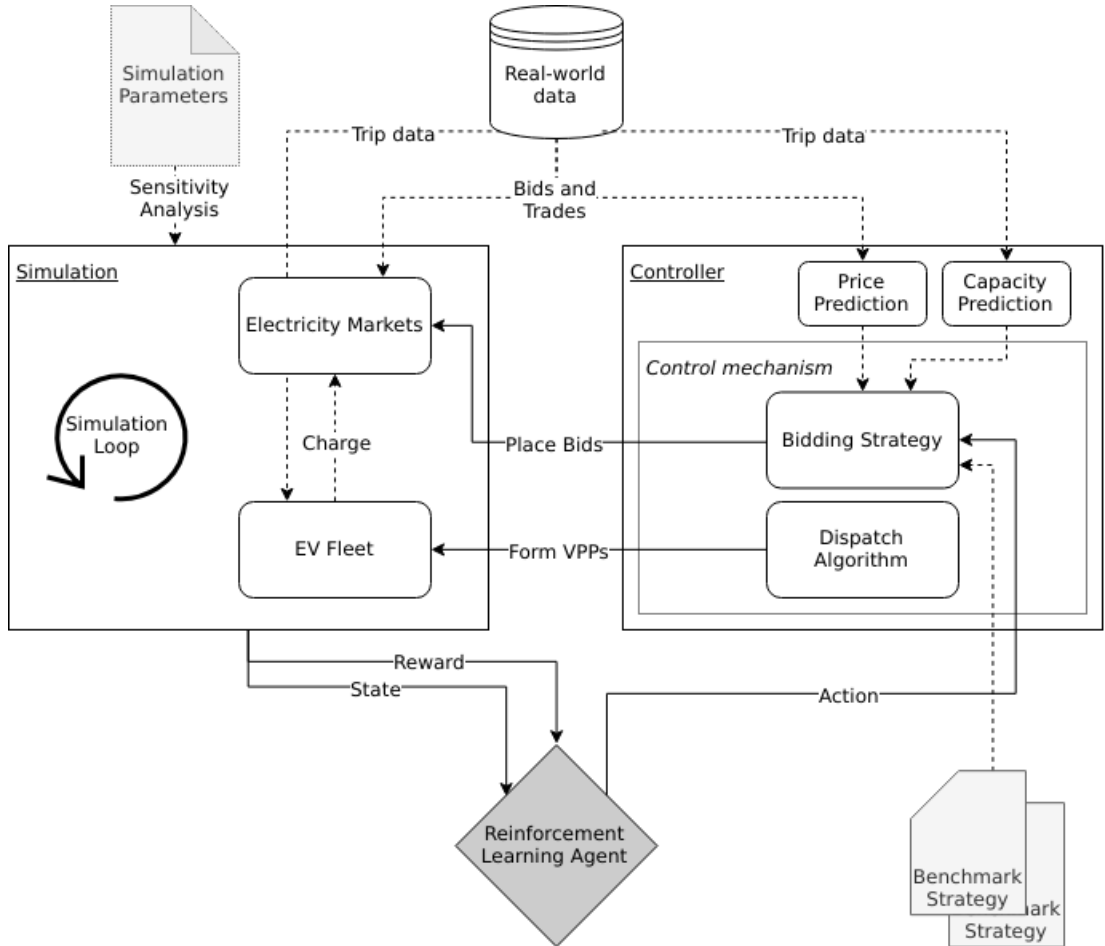 Simulation
Parameters
Real-world
data
Trip data
Trip data
Sensitivity
Analysis
Bids and
Trades
Simulation
Controller
Price
Prediction
Capacity
Prediction
Electricity Markets
Control mechanism
Simulation
Loop
Charge
Place Bids
Bidding Strategy
EV Fleet
Form VPPs
Dispatch
Algorithm
Reward
State
Action
Reinforcement
Learning Agent
Benchmark
Strategy
mark
Strategy